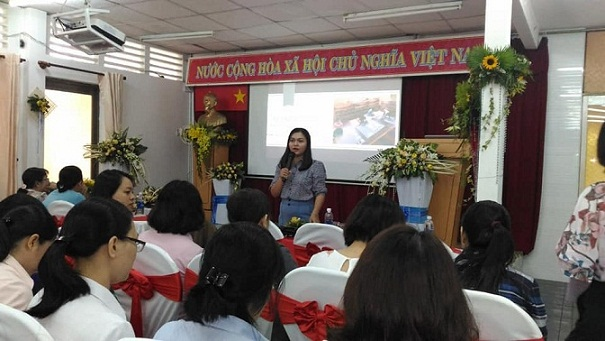 NƯỚC CỘNG HÒA XÃ HỘI CHỦ NGHĨA VIỆT NA